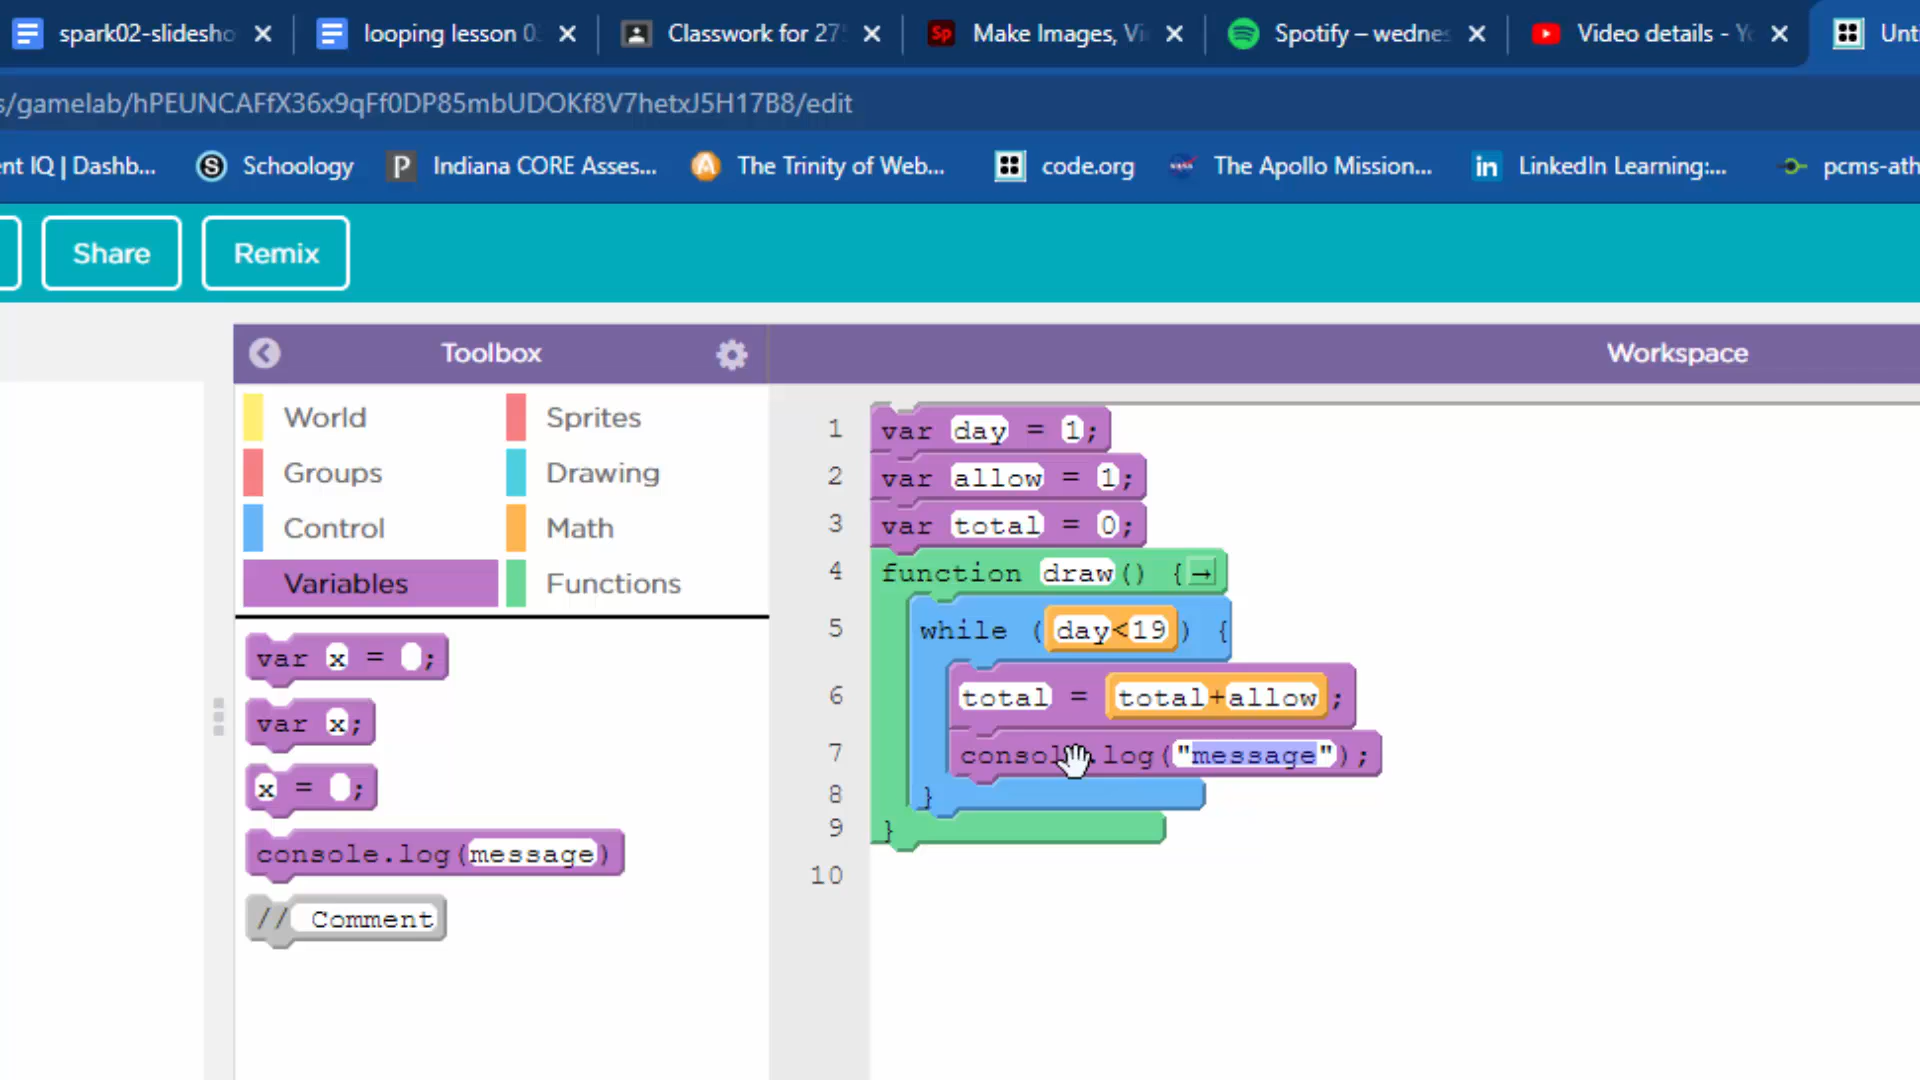 spark02-slidesho
looping lesson 0
Classwork for 27
Make Images, Vi
Spotify – wednes
Video details - Yo
Unti
s/gamelab/hPEUNCAFfX36x9qFf0DP85mbUDOKf8V7hetxJ5H17B8/edit
nt IQ | Dashb...
Schoology
Indiana CORE Asses...
The Trinity of Web...
code.org
The Apollo Mission...
LinkedIn Learning:...
pcms-ath
Share
Remix
Toolbox
Workspace
World
Sprites
Groups
Drawing
Control
Math
Variables
Functions
var x = ;
var x;
x = ;
console.log(message)
// Comment
1 var day = 1;
2 var allow = 1;
3 var total = 0;
4 function draw() {→
5 while (day<19) {
6 total = total+allow;
7 console.log("message");
8 }
9 }
10